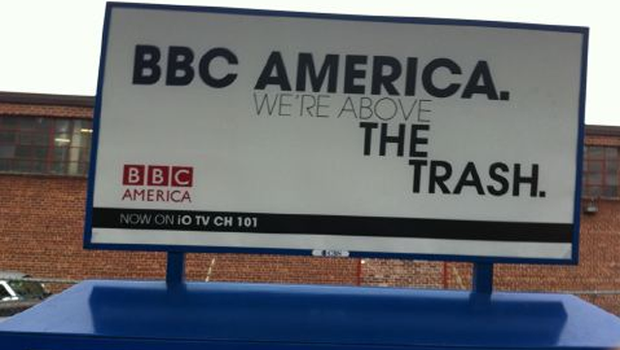 BBC AMERICA.
WE'RE ABOVE
THE
TRASH.
BBC
AMERICA
NOW ON iO TV CH 101